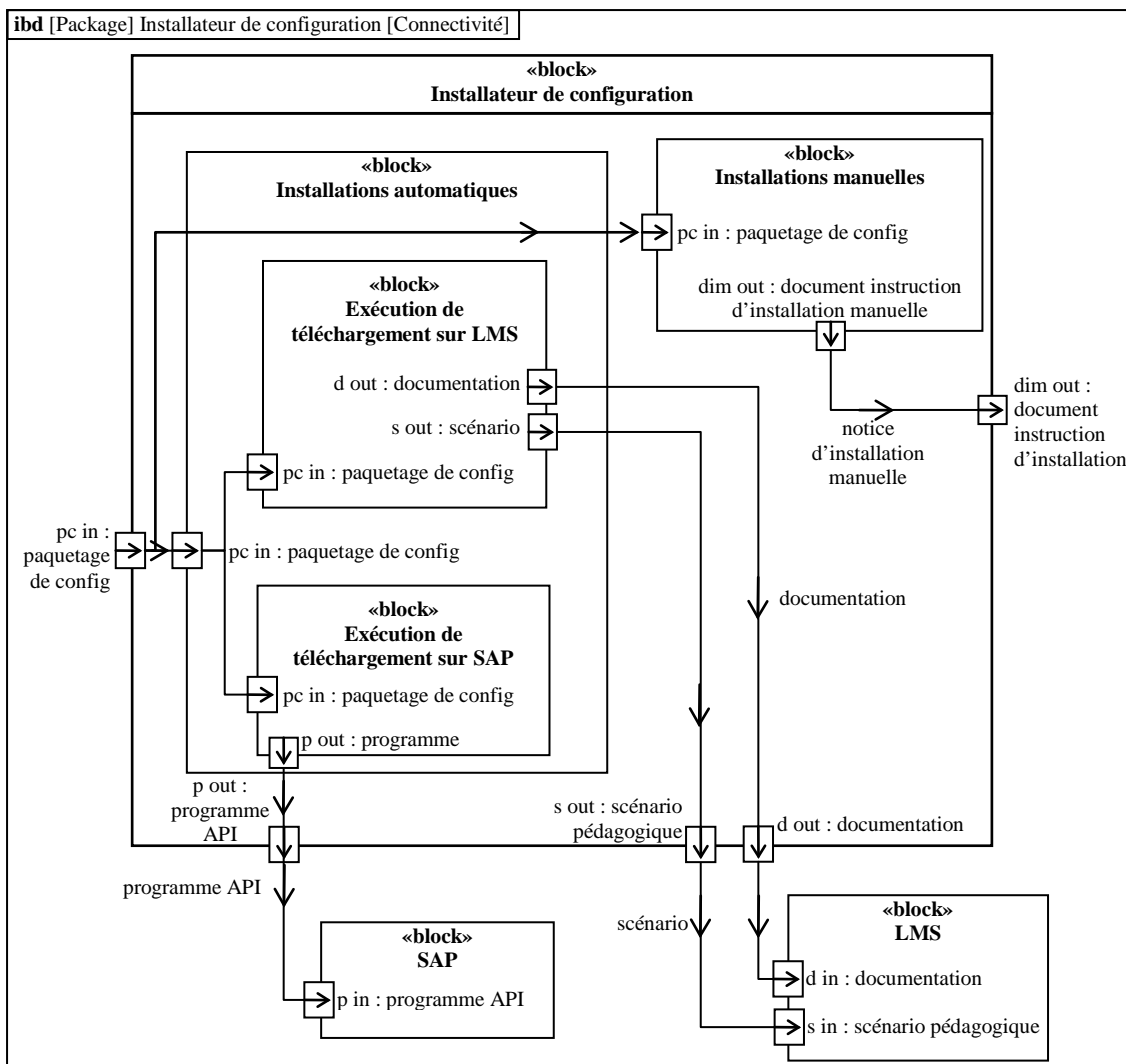 ibd [Package] Installateur de configuration [Connectivité]
«block»
Installateur de configuration
«block»
Installations automatiques
«block»
Installations manuelles
pc in : paquetage de config
dim out : document instruction
d’installation manuelle
«block»
Exécution de
téléchargement sur LMS
d out : documentation
s out : scénario
pc in : paquetage de config
dim out :
document
instruction
d’installation
notice
d’installation
manuelle
pc in :
paquetage
de config
pc in : paquetage de config
«block»
Exécution de
téléchargement sur SAP
pc in : paquetage de config
p out : programme
documentation
p out :
programme
API
s out : scénario
pédagogique
d out : documentation
programme API
scénario
«block»
SAP
p in : programme API
«block»
LMS
d in : documentation
s in : scénario pédagogique